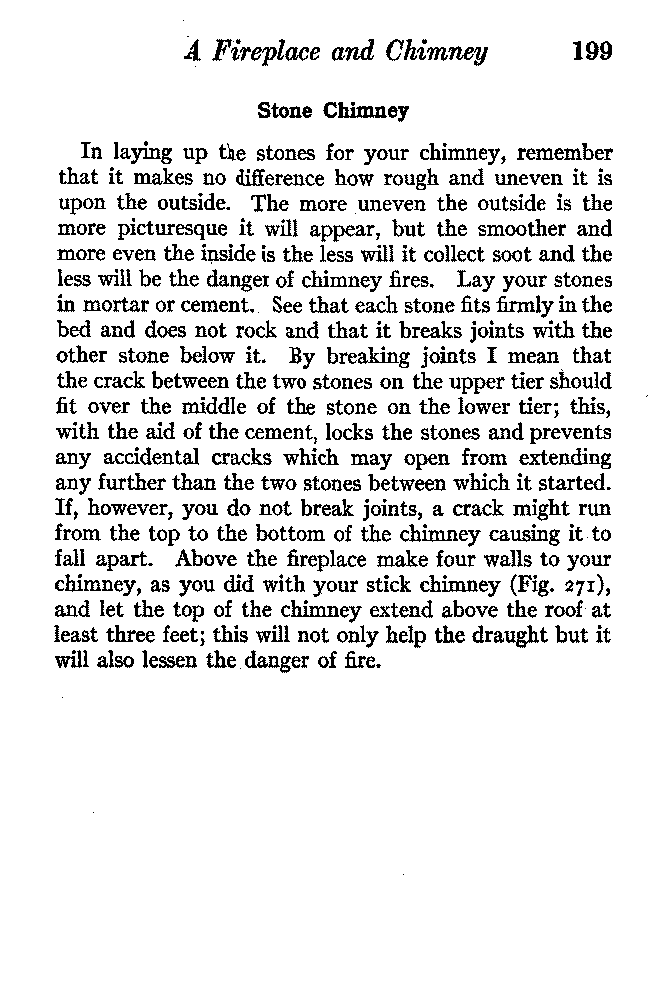 A Fireplace and Chimney 199
Stone Chimney
In laying up the stones for your chimney, remember
that it makes no difference how rough and uneven it is
upon the outside. The more uneven the outside is the
more picturesque it will appear, but the smoother and
more even the inside is the less will it collect soot and the
less will be the danger of chimney fires. Lay your stones
in mortar or cement. See that each stone fits firmly in the
bed and does not rock and that it breaks joints with the
other stone below it. By breaking joints I mean that
the crack between the two stones on the upper tier should
fit over the middle of the stone on the lower tier; this,
with the aid of the cement, locks the stones and prevents
any accidental cracks which may open from extending
any further than the two stones between which it started.
If, however, you do not break joints, a crack might run
from the top to the bottom of the chimney causing it to
fall apart. Above the fireplace make four walls to your
chimney, as you did with your stick chimney (Fig. 271),
and let the top of the chimney extend above the roof at
least three feet; this will not only help the draught but it
will also lessen the danger of fire.